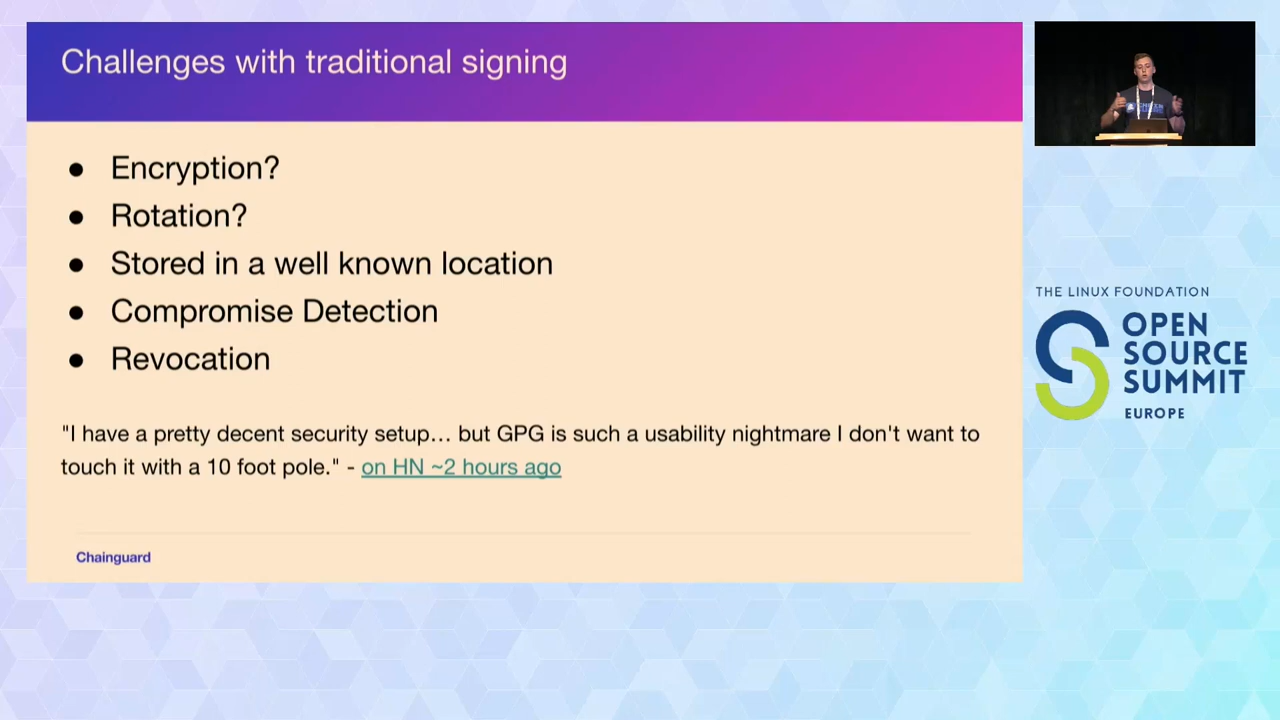 Challenges with traditional signing
● Encryption?
● Rotation?
● Stored in a well known location
● Compromise Detection
● Revocation
"I have a pretty decent security setup… but GPG is such a usability nightmare I don't want to
touch it with a 10 foot pole." - on HN ~2 hours ago
Chainguard
THE LINUX FOUNDATION
OPEN
SOURCE
SUMMIT
EUROPE